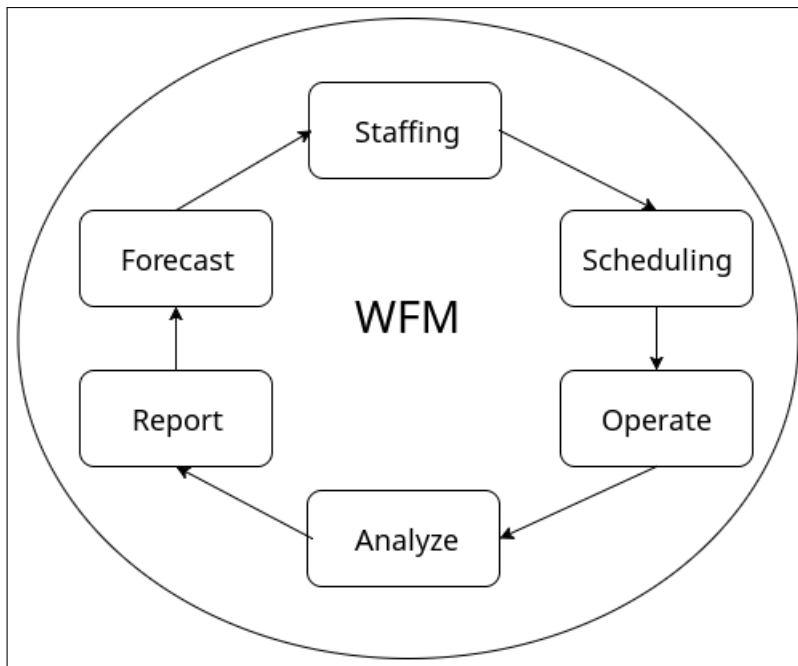 Staffing
Forecast
Scheduling
WFM
Report
Operate
Analyze